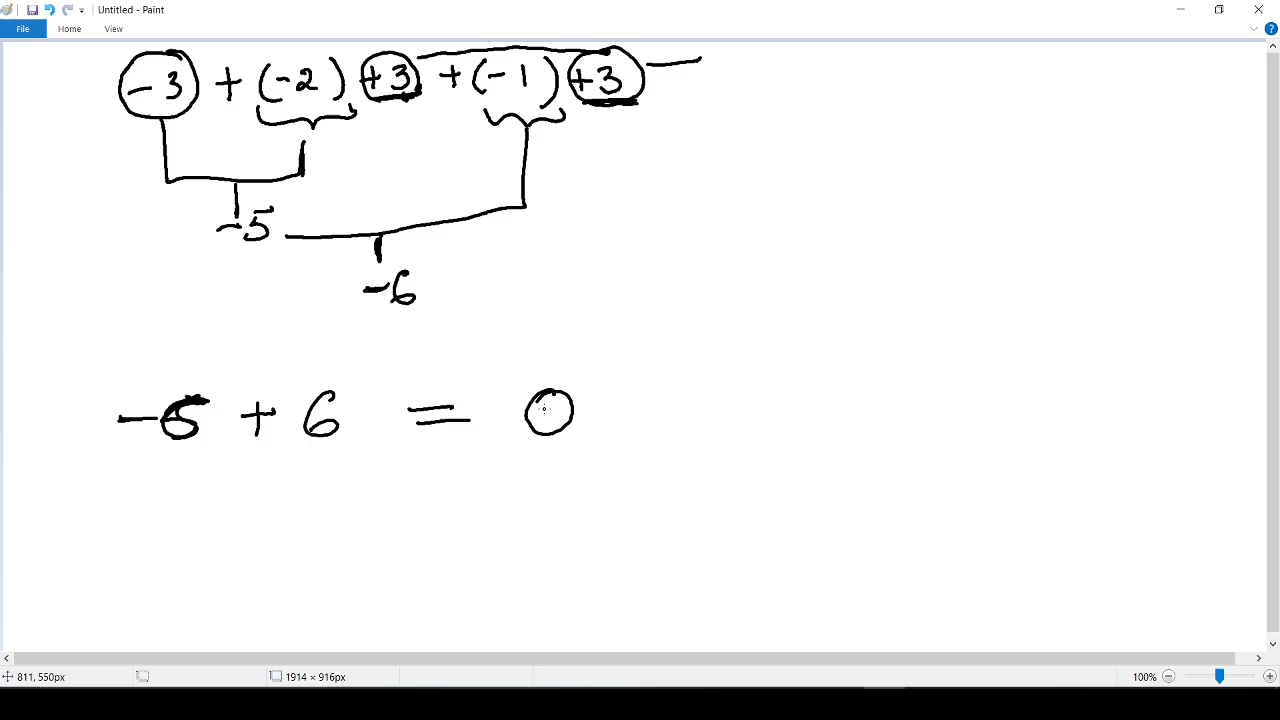 Untitled - Paint
File Home View
-3 + (-2) +3 + (-1) +3
-5
-6
-6 + 6 = 0
811, 550px 1914 × 916px 100%